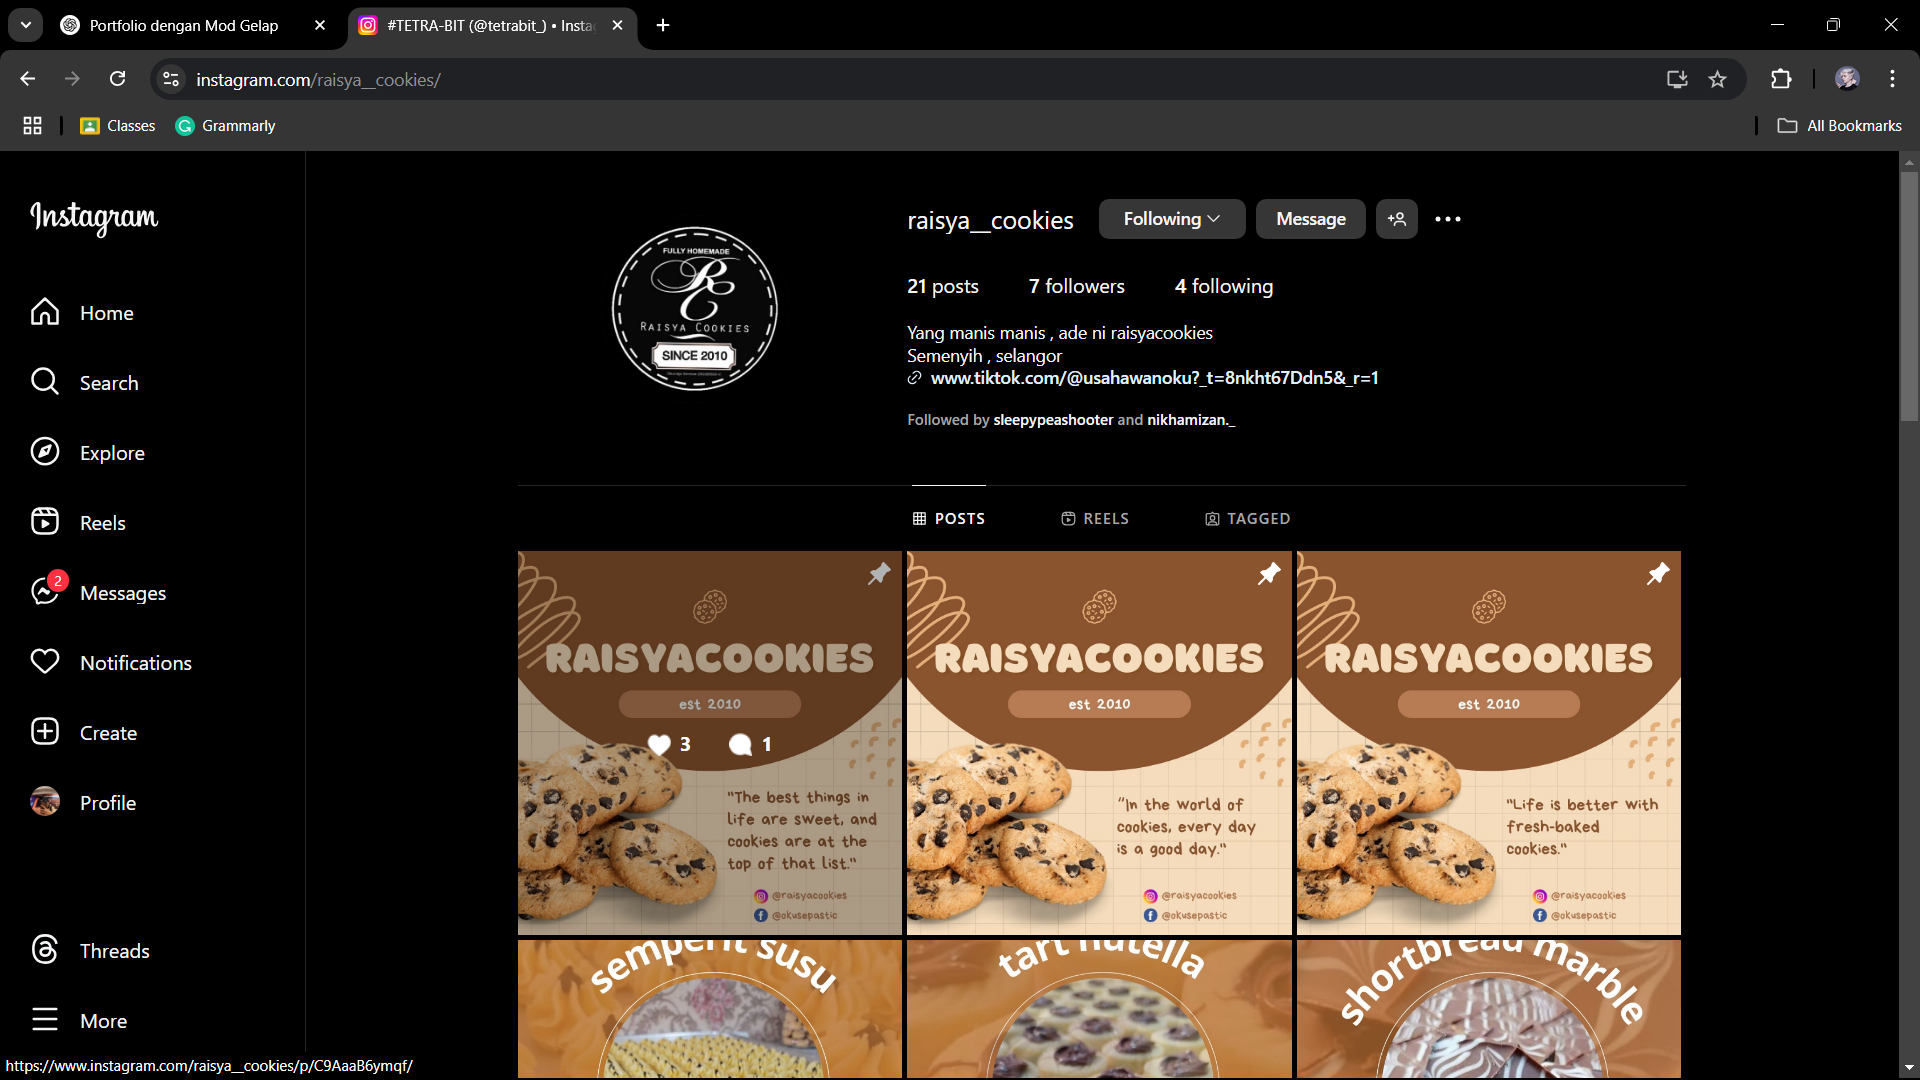 Portfolio dengan Mod Gelap
#TETRA-BIT (@tetrabit_) • Insta
instagram.com/raisya__cookies/
Classes
Grammarly
All Bookmarks
Instagram
Home
Search
Explore
Reels
2
Messages
Notifications
Create
Profile
Threads
More
FULLY HOMEMADE
RC
RAISYA COOKIES
SINCE 2010
raisya__cookies
Following
Message
21 posts
7 followers
4 following
Yang manis manis , ade ni raisyacookies
Semenyih , selangor
www.tiktok.com/@usahawanoku?_t=8nkht67Ddn5&_r=1
Followed by sleepypeashooter and nikhamizan._
POSTS
REELS
TAGGED
RAISYACOOKIES
est 2010
3
1
"The best things in
life are sweet, and
cookies are at the
top of that list."
@raisyacookies
@okusepastic
RAISYACOOKIES
est 2010
"In the world of
cookies, every day
is a good day."
@raisyacookies
@okusepastic
RAISYACOOKIES
est 2010
"Life is better with
fresh-baked
cookies."
@raisyacookies
@okusepastic
semperit susu
tart nutella
shortbread marble
https://www.instagram.com/raisya__cookies/p/C9AaaB6ymqf/